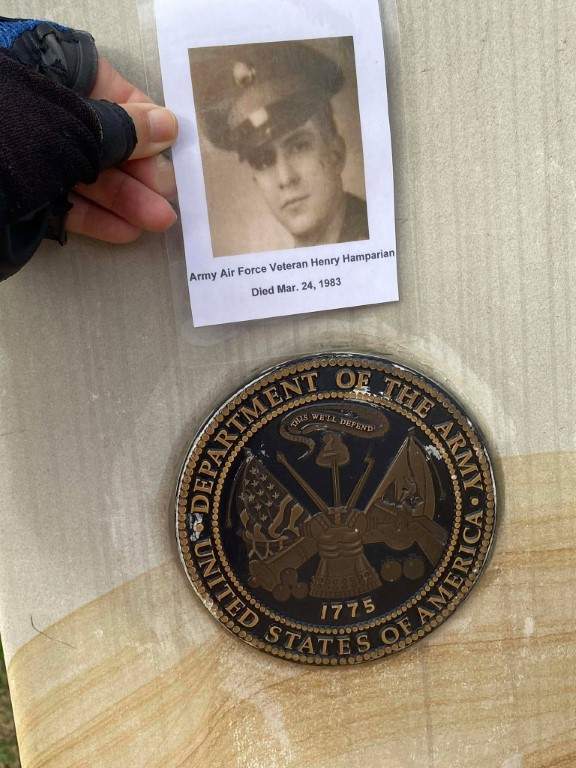 Army Air Force Veteran Henry Hamparian
Died Mar. 24, 1983
DEPARTMENT OF THE ARMY
THIS WE'LL DEFEND
1775
UNITED STATES OF AMERICA